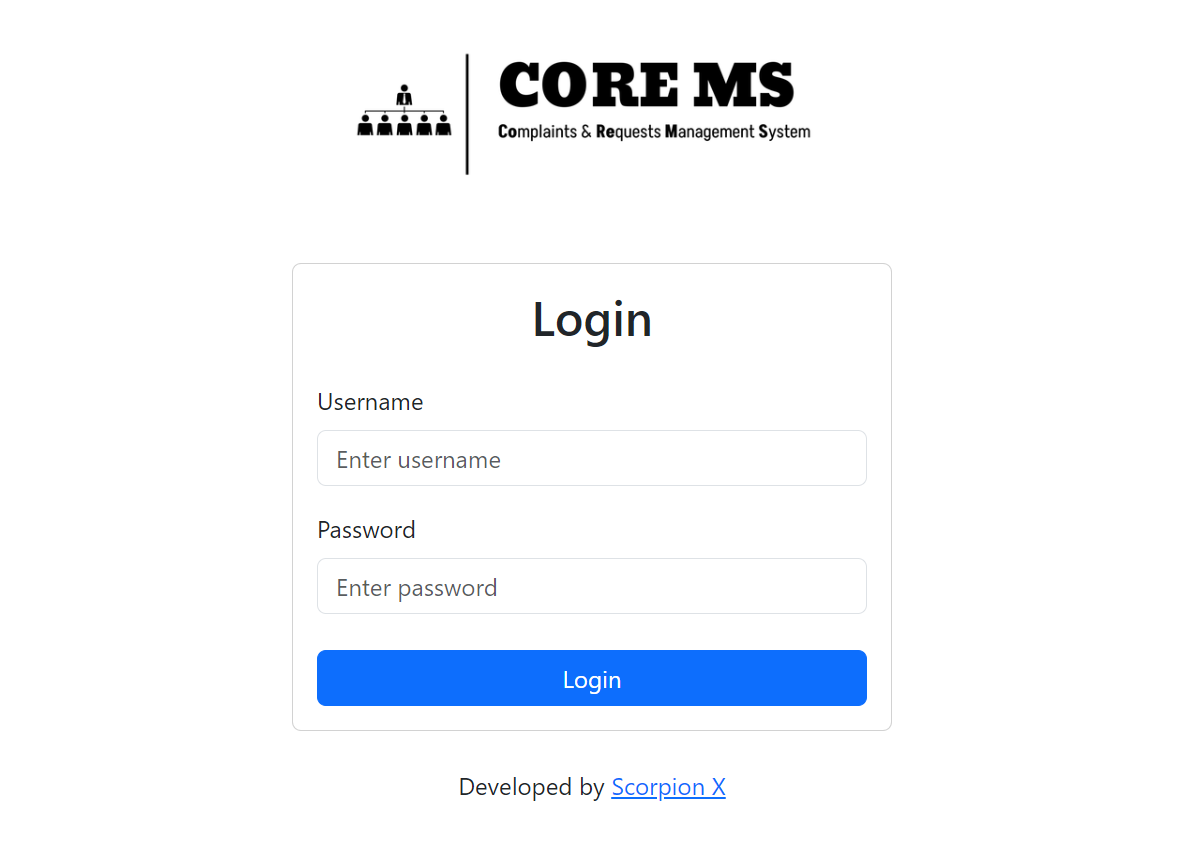 CORE MS
Complaints & Requests Management System
Login
Username
Enter username
Password
Enter password
Login
Developed by Scorpion X